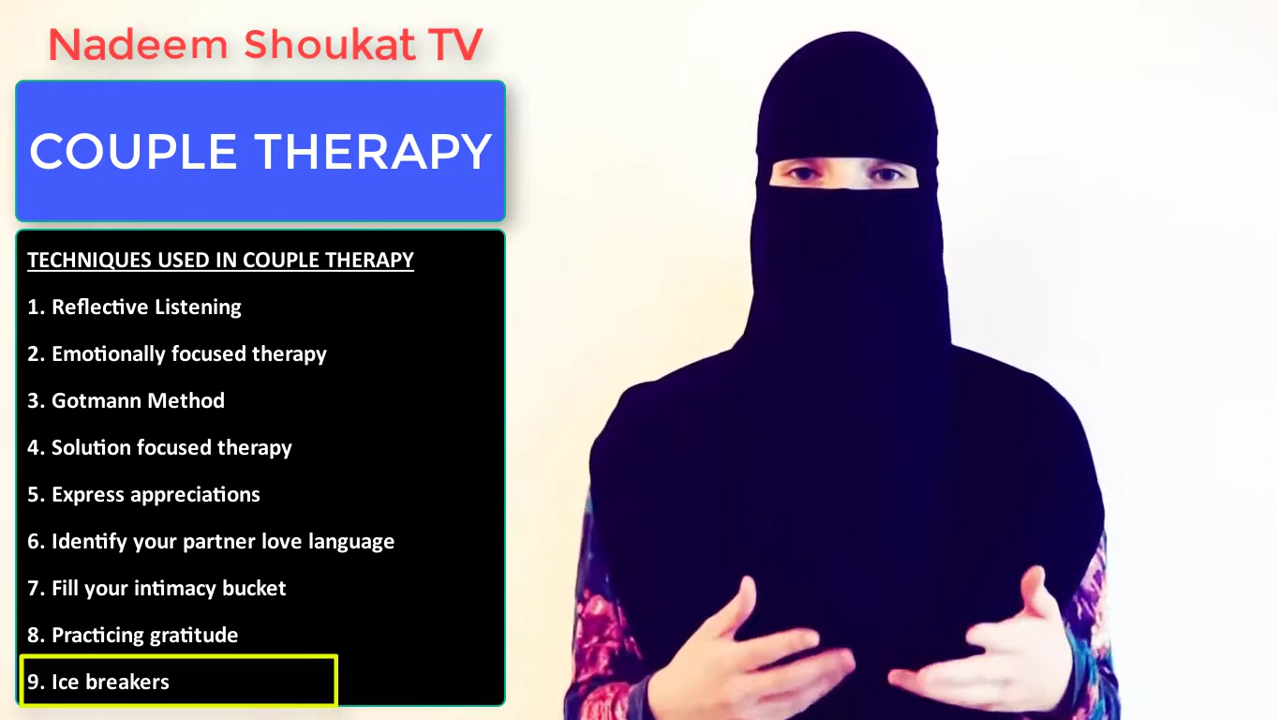 Nadeem Shoukat TV
COUPLE THERAPY
TECHNIQUES USED IN COUPLE THERAPY
1. Reflective Listening
2. Emotionally focused therapy
3. Gotmann Method
4. Solution focused therapy
5. Express appreciations
6. Identify your partner love language
7. Fill your intimacy bucket
8. Practicing gratitude
9. Ice breakers